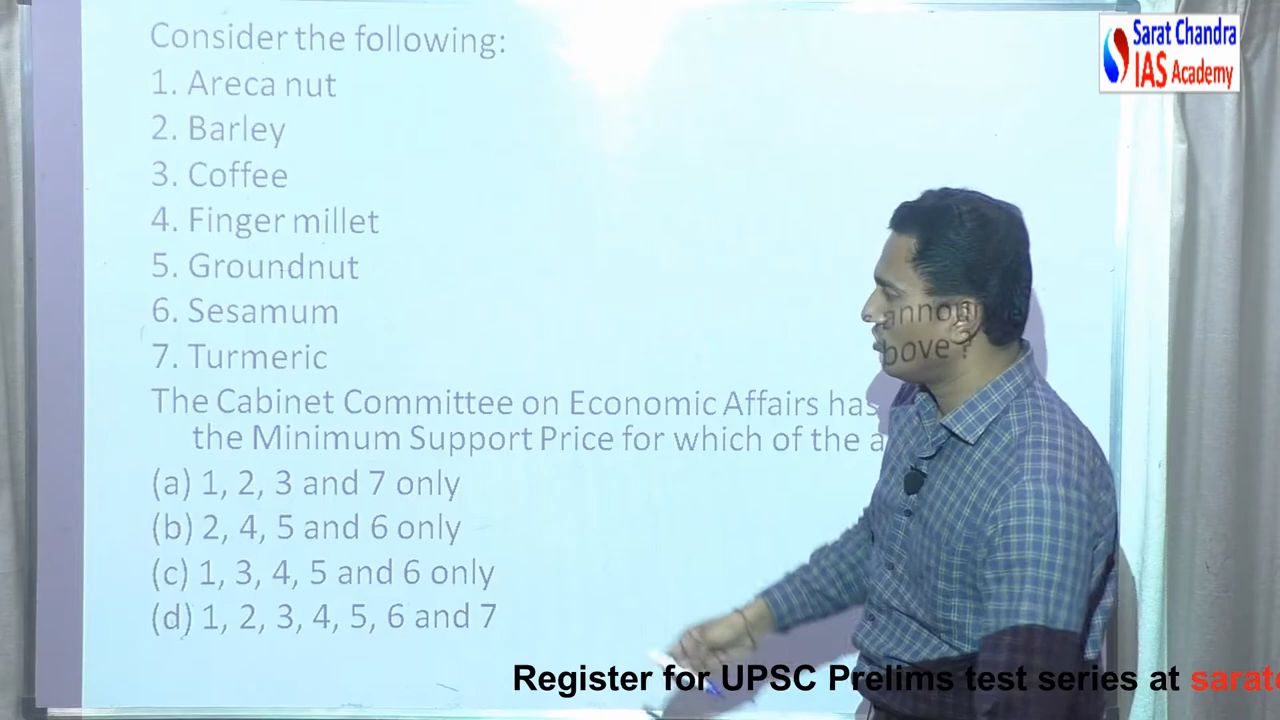 Consider the following:
1. Areca nut
2. Barley
3. Coffee
4. Finger millet
5. Groundnut
6. Sesamum
7. Turmeric
The Cabinet Committee on Economic Affairs has
the Minimum Support Price for which of the a
bove?
(a) 1, 2, 3 and 7 only
(b) 2, 4, 5 and 6 only
(c) 1, 3, 4, 5 and 6 only
(d) 1, 2, 3, 4, 5, 6 and 7
Sarat Chandra
IAS Academy
Register for UPSC Prelims test series at